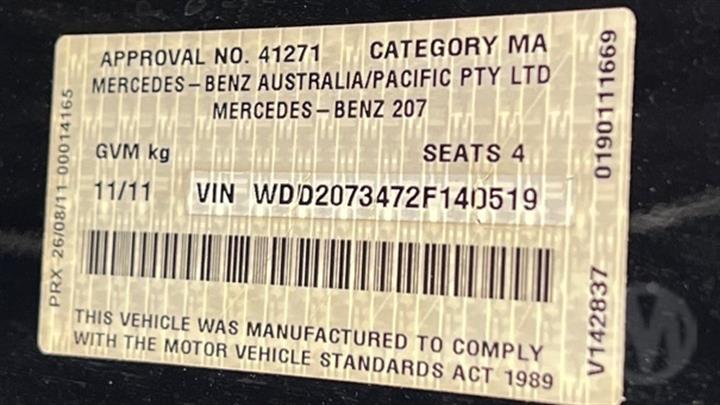 APPROVAL NO. 41271 CATEGORY MA
MERCEDES-BENZ AUSTRALIA/PACIFIC PTY LTD
MERCEDES-BENZ 207
GVM kg SEATS 4
11/11 VIN WDD2073472F140519
THIS VEHICLE WAS MANUFACTURED TO COMPLY
WITH THE MOTOR VEHICLE STANDARDS ACT 1989
PRX 26/08/11 00014165
01901111669
V142837